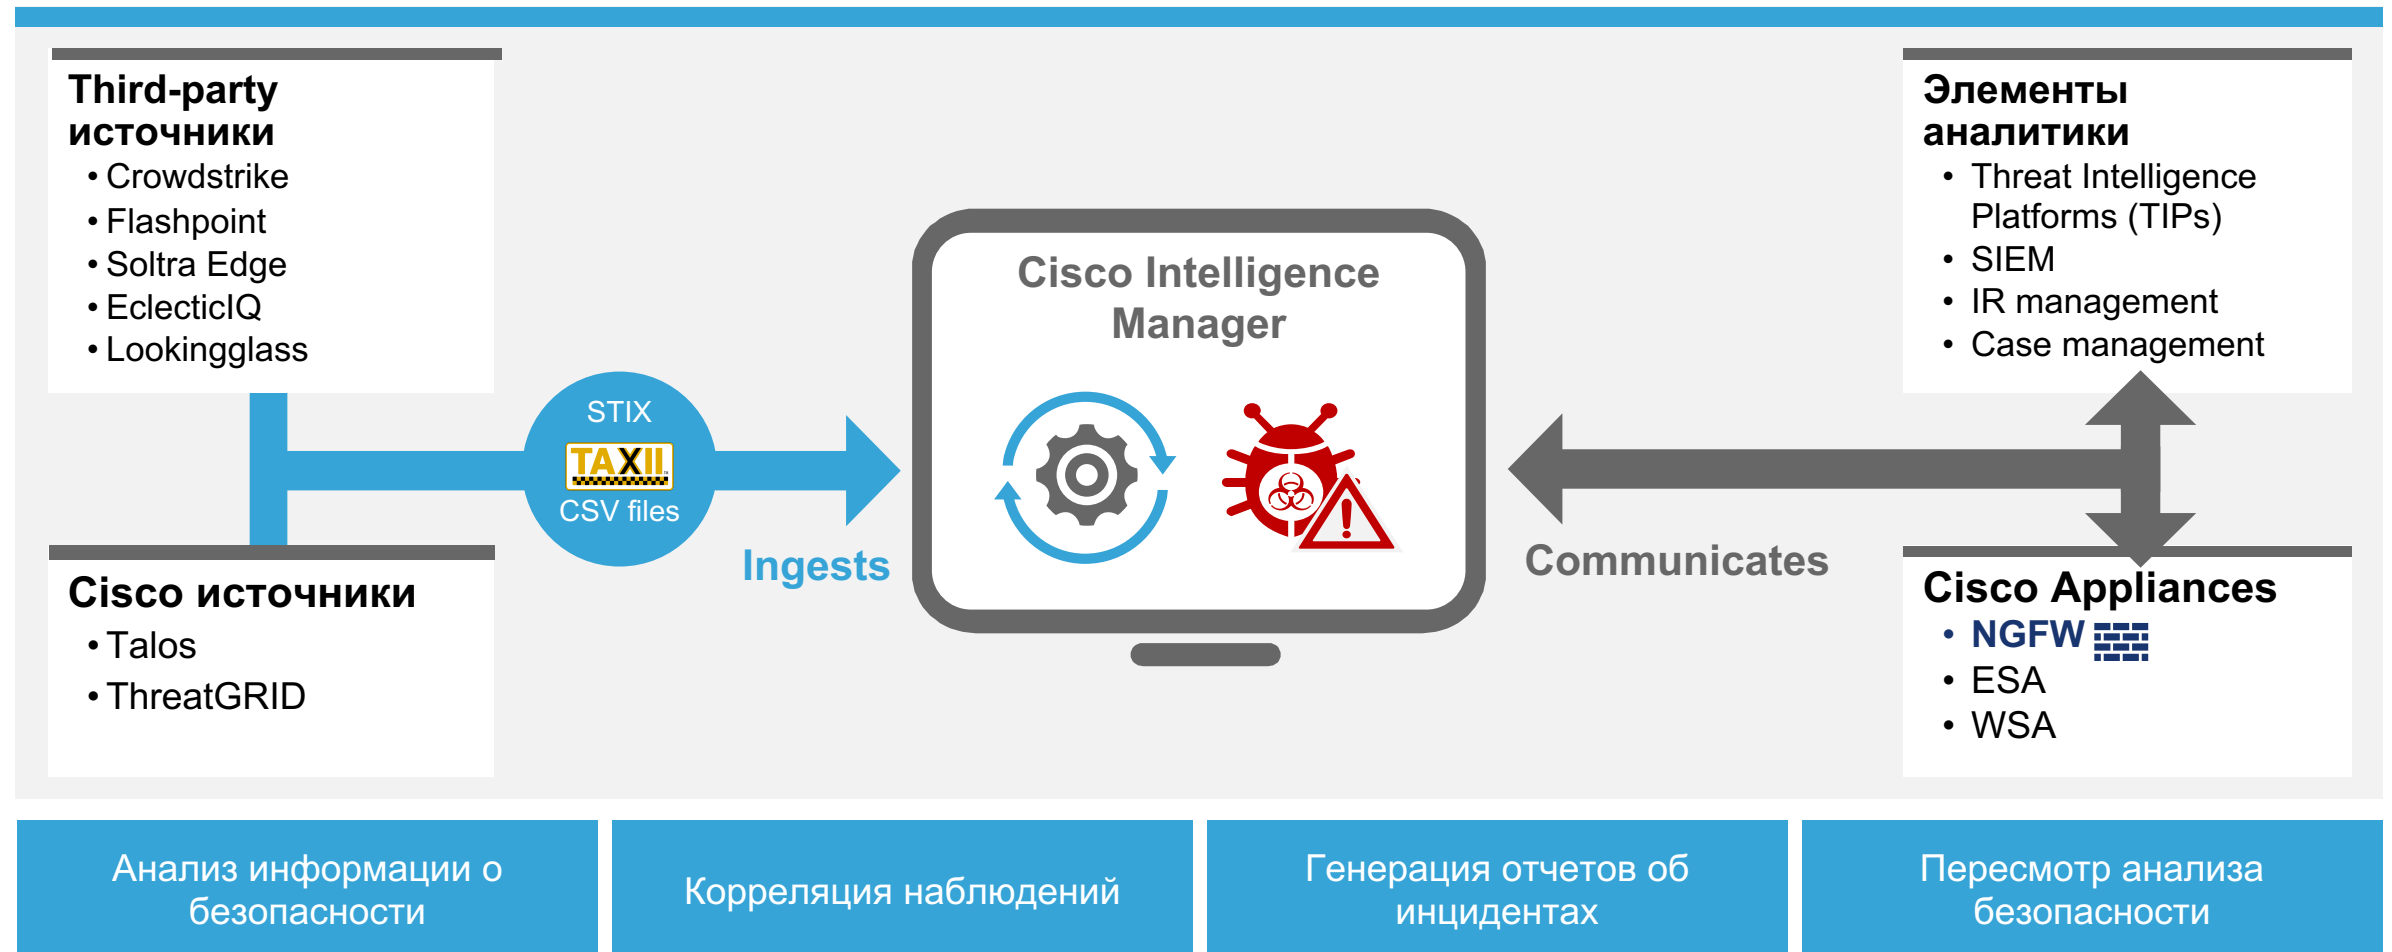 Third-party
источники
• Crowdstrike
• Flashpoint
• Soltra Edge
• EclecticIQ
• Lookingglass
Cisco источники
• Talos
• ThreatGRID
STIX
TAXII
CSV files
Ingests
Cisco Intelligence
Manager
Communicates
Элементы
аналитики
• Threat Intelligence
Platforms (TIPs)
• SIEM
• IR management
• Case management
Cisco Appliances
• NGFW
• ESA
• WSA
Анализ информации о
безопасности
Корреляция наблюдений
Генерация отчетов об
инцидентах
Пересмотр анализа
безопасности